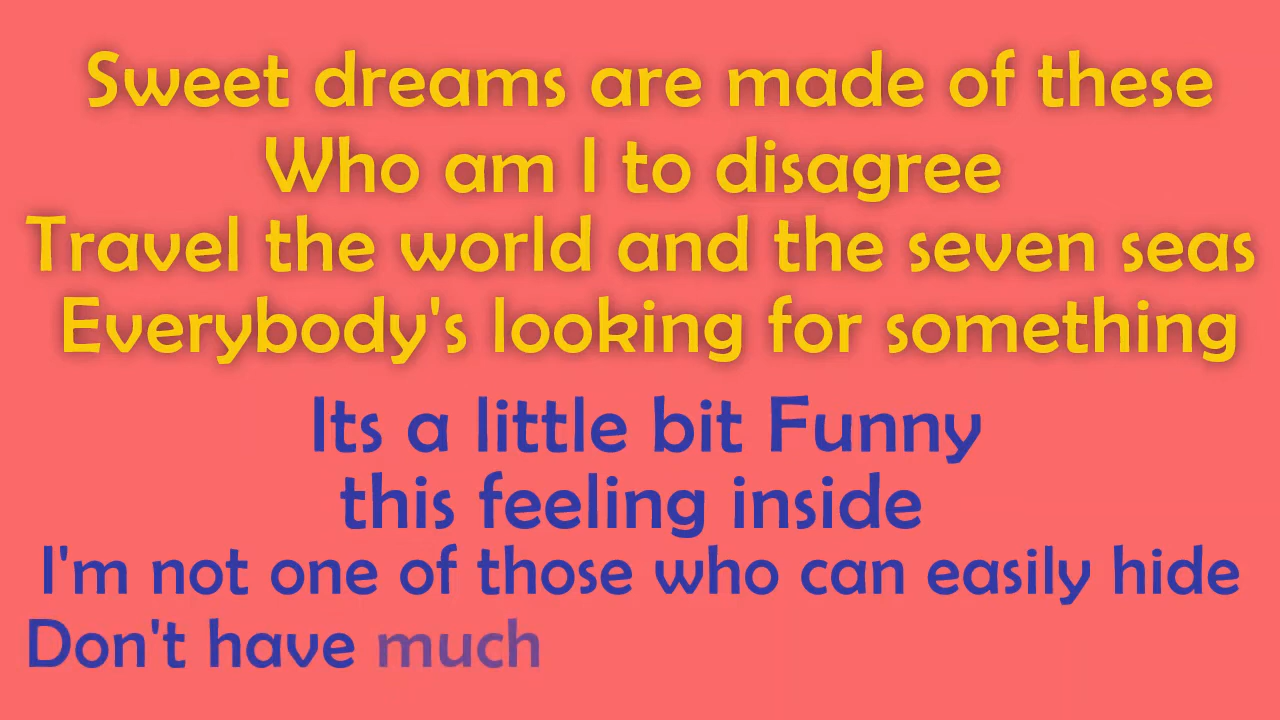 Sweet dreams are made of these
Who am I to disagree
Travel the world and the seven seas
Everybody's looking for something
Its a little bit Funny
this feeling inside
I'm not one of those who can easily hide
Don't have much